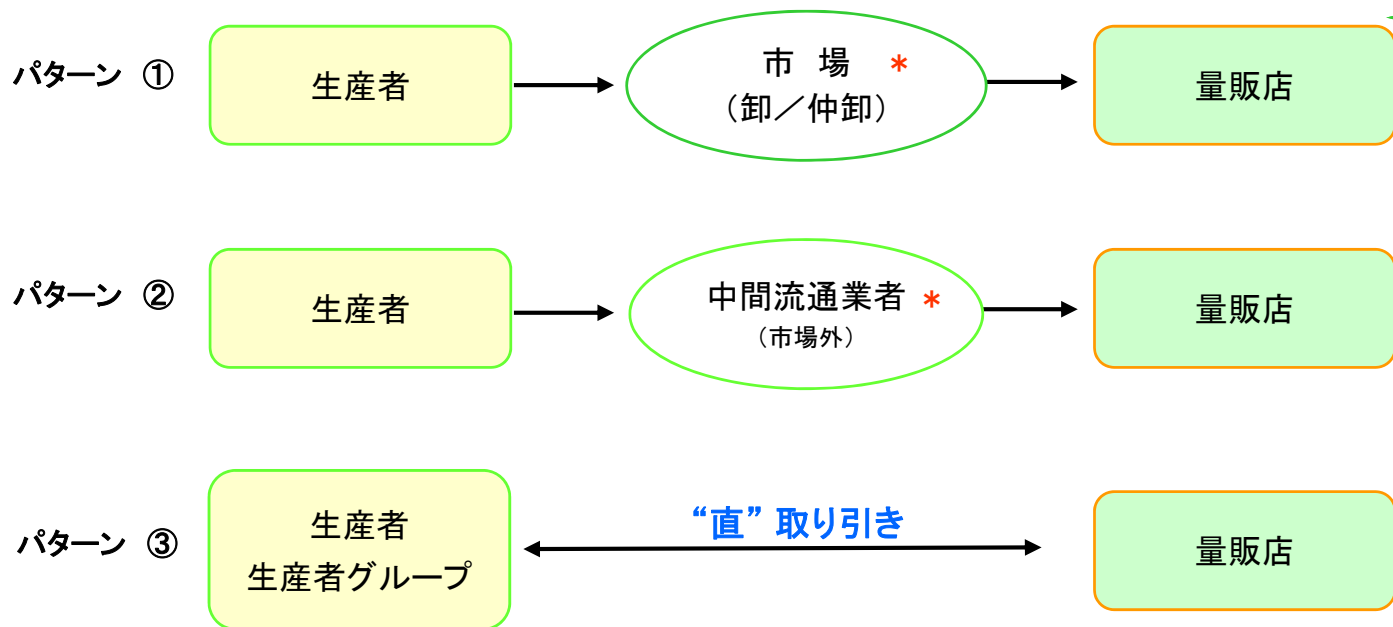 パターン ①
生産者
市 場 *
（卸／仲卸）
量販店
パターン ②
生産者
中間流通業者 *
（市場外）
量販店
パターン ③
生産者
生産者グループ
“直” 取り引き
量販店